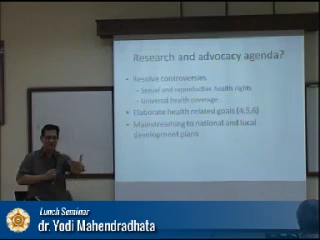 Research and advocacy agenda?
• Resolve controversies
– Sexual and reproductive health rights
– Universal health coverage
• Elaborate health related goals (4,5,6)
• Mainstreaming to national and local
development plans
Lunch Seminar
dr. Yodi Mahendradhata